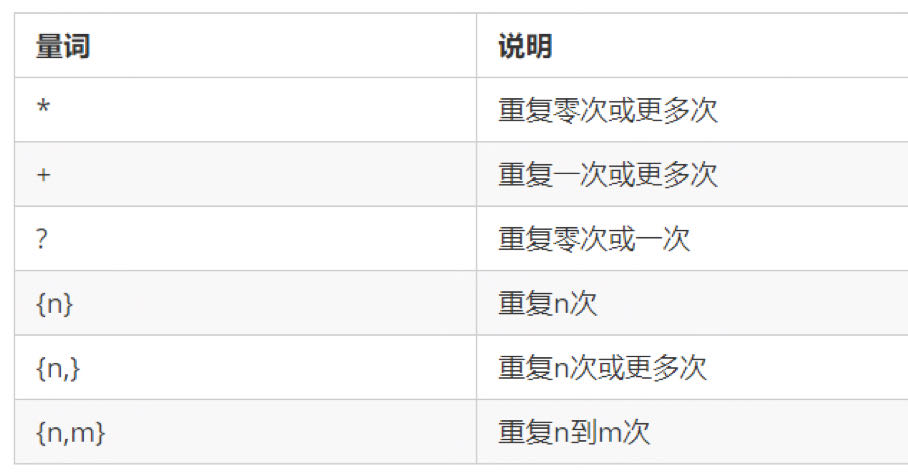 量词 说明
* 重复零次或更多次
+ 重复一次或更多次
? 重复零次或一次
{n} 重复n次
{n,} 重复n次或更多次
{n,m} 重复n到m次